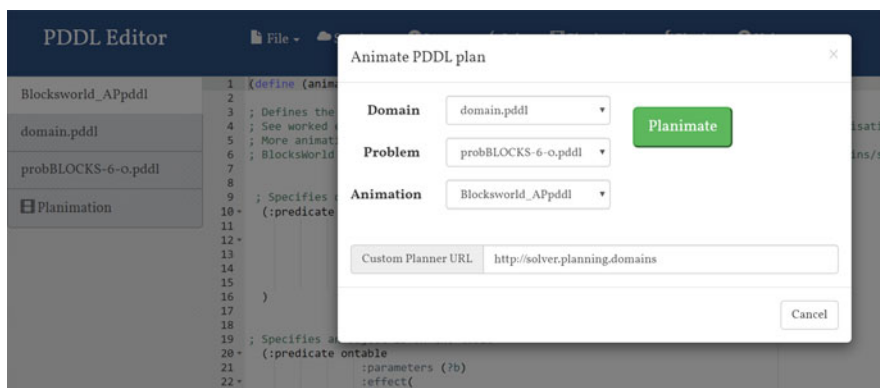 PDDL Editor
File
Animate PDDL plan
×
Domain
domain.pddl
Planimate
Problem
probBLOCKS-6-0.pddl
Animation
Blocksworld_APpddl
Custom Planner URL
http://solver.planning.domains
Cancel
Blocksworld_APpddl
domain.pddl
probBLOCKS-6-0.pddl
Planimation
1 (define (anima
2
3 ; Defines the
4 ; See worked
5 ; More animati
6 ; BlocksWorld
7
8
9 ; Specifies
10 (:predicate
11
12
13
14
15
16 )
17
18
19 ; Specifies
20 (:predicate ontable
21 :parameters (?b)
22 :effect(